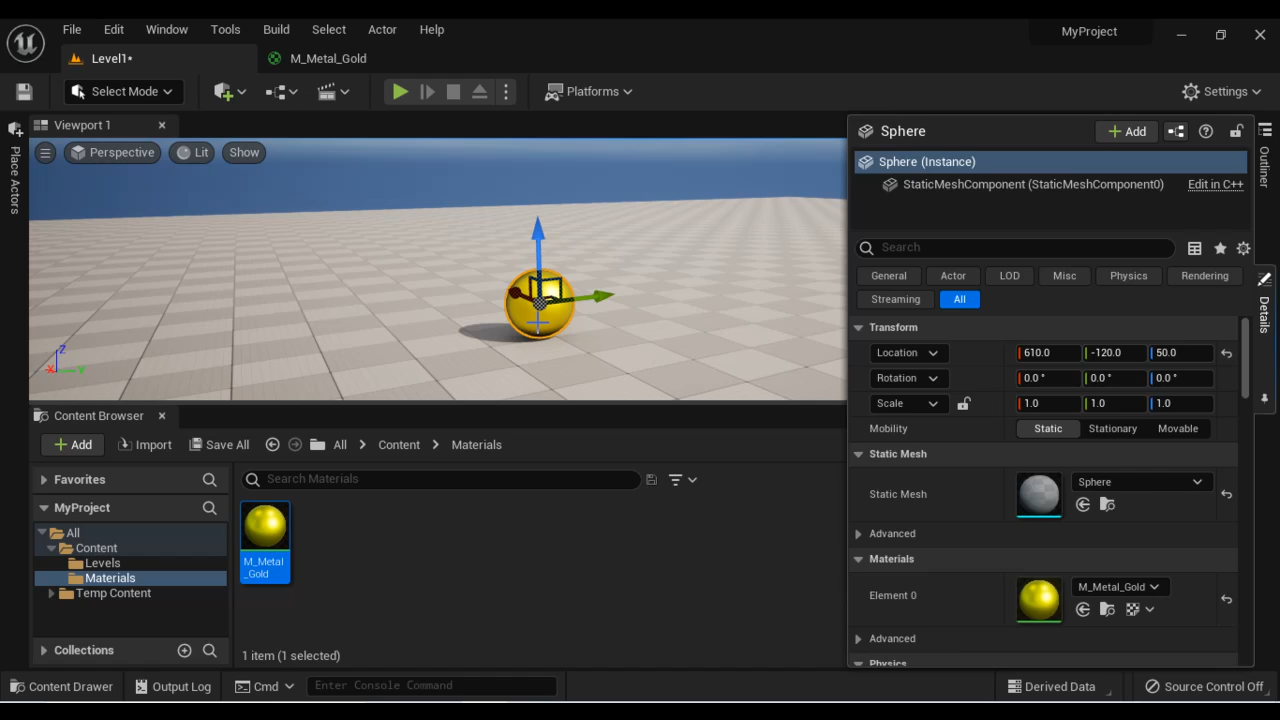 File Edit Window Tools Build Select Actor Help
MyProject
Level1* M_Metal_Gold
Select Mode Platforms Settings
Viewport 1
Place Actors
Perspective Lit Show
Z
X Y
Sphere Add
Sphere (Instance)
StaticMeshComponent (StaticMeshComponent0) Edit in C++
Search
General Actor LOD Misc Physics Rendering
Streaming All
Transform
Location 610.0 -120.0 50.0
Rotation 0.0 ° 0.0 ° 0.0 °
Scale 1.0 1.0 1.0
Mobility Static Stationary Movable
Static Mesh
Static Mesh Sphere
Advanced
Materials
Element 0 M_Metal_Gold
Advanced
Physics
Outliner
Details
Content Browser
Add Import Save All All Content Materials
Favorites
MyProject
All
Content
Levels
Materials
Temp Content
Collections
Search Materials
M_Metal
_Gold
1 item (1 selected)
Content Drawer Output Log Cmd Enter Console Command Derived Data Source Control Off